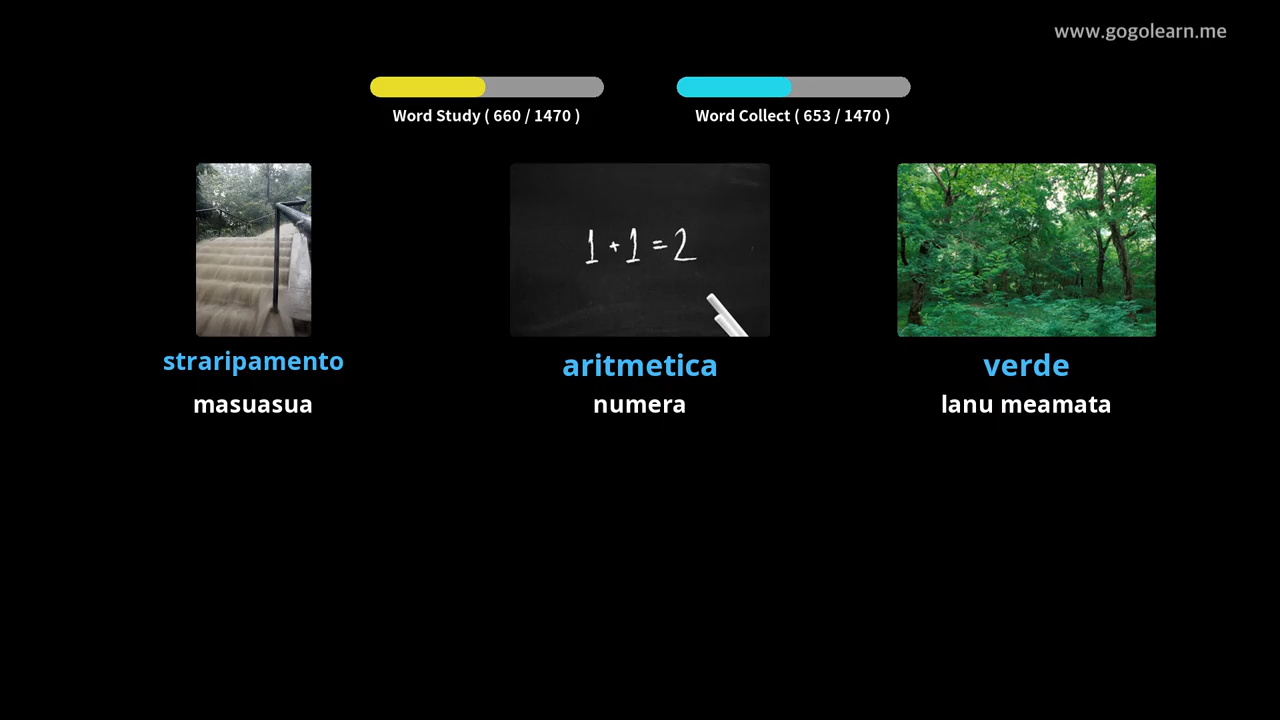 www.gogolearn.me
Word Study ( 660 / 1470 )
Word Collect ( 653 / 1470 )
1 + 1 = 2
straripamento
aritmetica
verde
masuasua
numera
lanu meamata